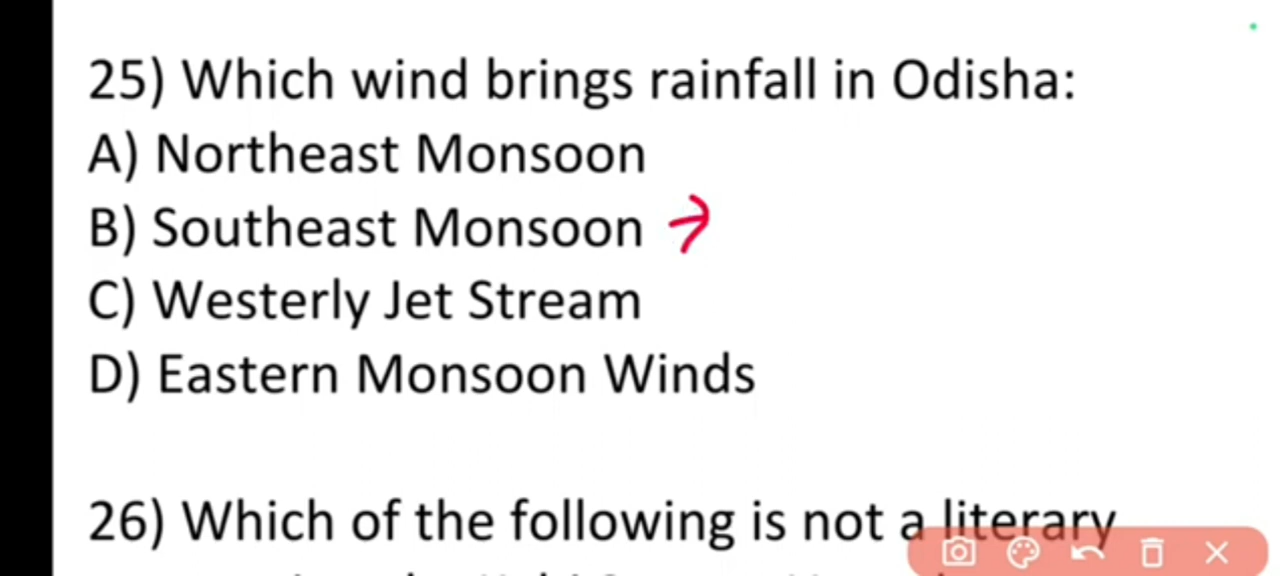 25) Which wind brings rainfall in Odisha:
A) Northeast Monsoon
B) Southeast Monsoon
C) Westerly Jet Stream
D) Eastern Monsoon Winds
26) Which of the following is not a literary